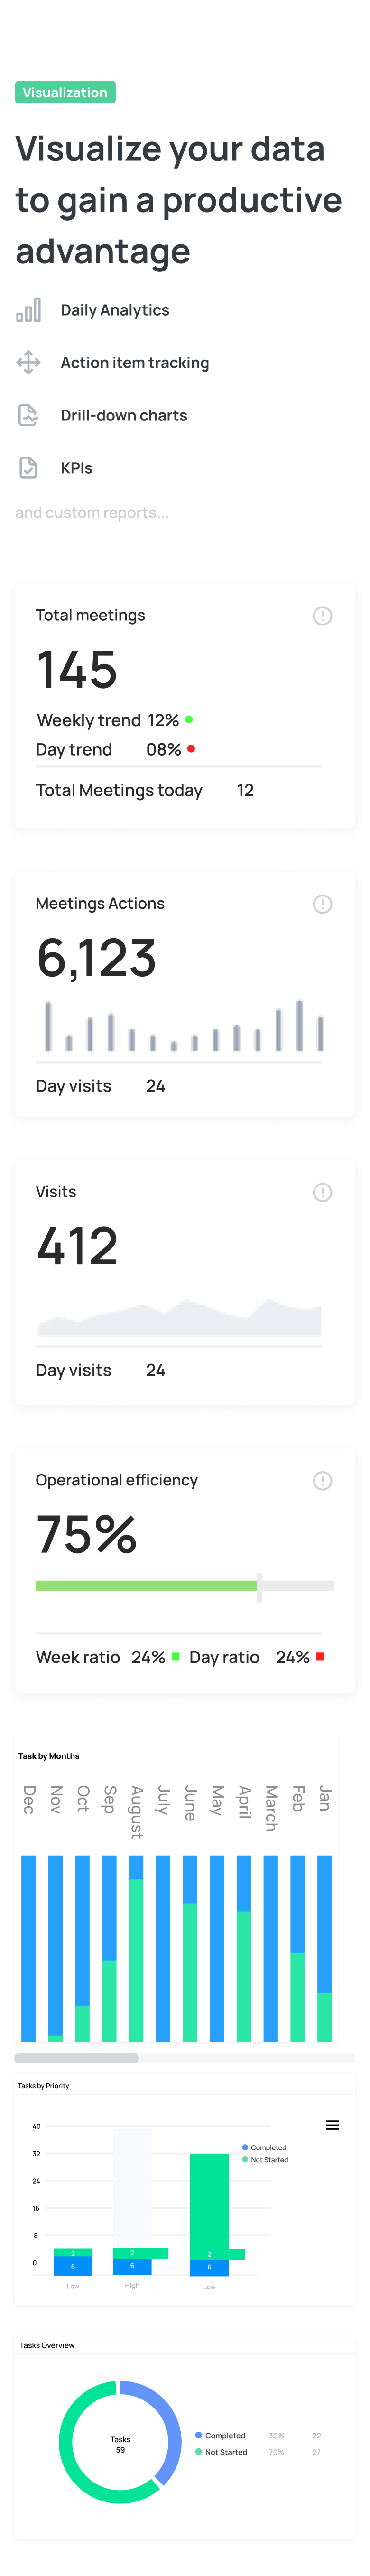 Visualization
Visualize your data
to gain a productive
advantage
Daily Analytics
Action item tracking
Drill-down charts
KPIs
and custom reports...
Total meetings
145
Weekly trend 12%
Day trend 08%
Total Meetings today 12
Meetings Actions
6,123
Day visits 24
Visits
412
Day visits 24
Operational efficiency
75%
Week ratio 24% Day ratio 24%
Task by Months
Dec Nov Oct Sep August July June May April March Feb Jan
Tasks by Priority
40
Completed
32
Not Started
24
16
8
2 2 2
0
6 6 6
Low High Low
Tasks Overview
Completed 30% 22
Tasks
59
Not Started 70% 27